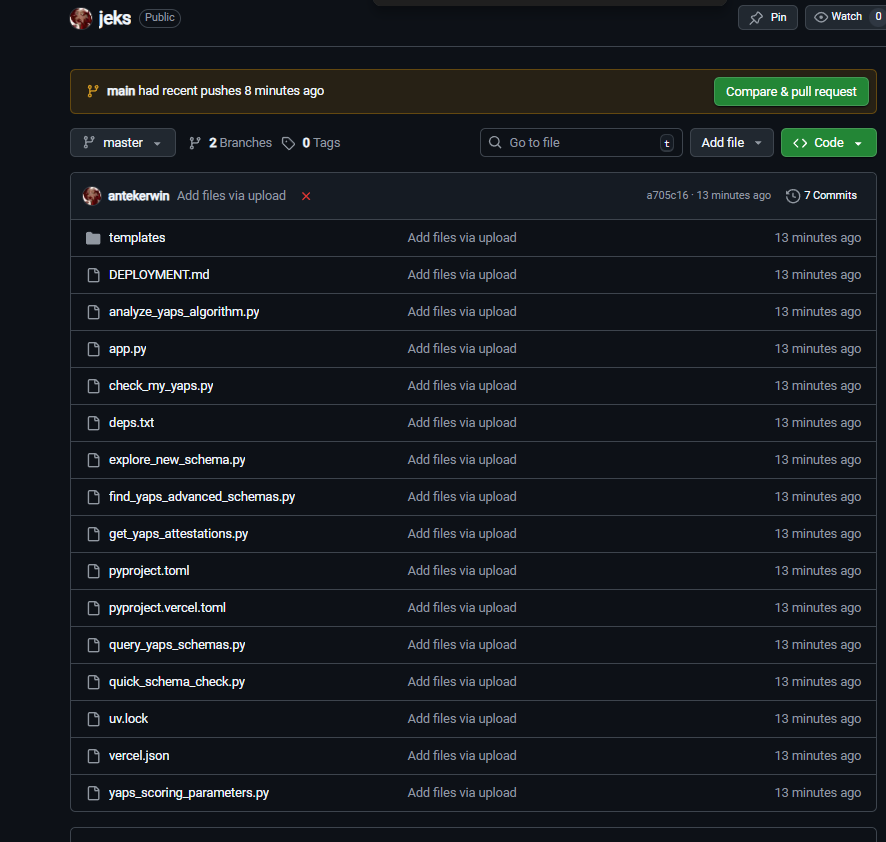 jeks Public Pin Watch 0
main had recent pushes 8 minutes ago Compare & pull request
master 2 Branches 0 Tags Go to file t Add file Code
antekerwin Add files via upload a705c16 · 13 minutes ago 7 Commits
templates Add files via upload 13 minutes ago
DEPLOYMENT.md Add files via upload 13 minutes ago
analyze_yaps_algorithm.py Add files via upload 13 minutes ago
app.py Add files via upload 13 minutes ago
check_my_yaps.py Add files via upload 13 minutes ago
deps.txt Add files via upload 13 minutes ago
explore_new_schema.py Add files via upload 13 minutes ago
find_yaps_advanced_schemas.py Add files via upload 13 minutes ago
get_yaps_attestations.py Add files via upload 13 minutes ago
pyproject.toml Add files via upload 13 minutes ago
pyproject.vercel.toml Add files via upload 13 minutes ago
query_yaps_schemas.py Add files via upload 13 minutes ago
quick_schema_check.py Add files via upload 13 minutes ago
uv.lock Add files via upload 13 minutes ago
vercel.json Add files via upload 13 minutes ago
yaps_scoring_parameters.py Add files via upload 13 minutes ago